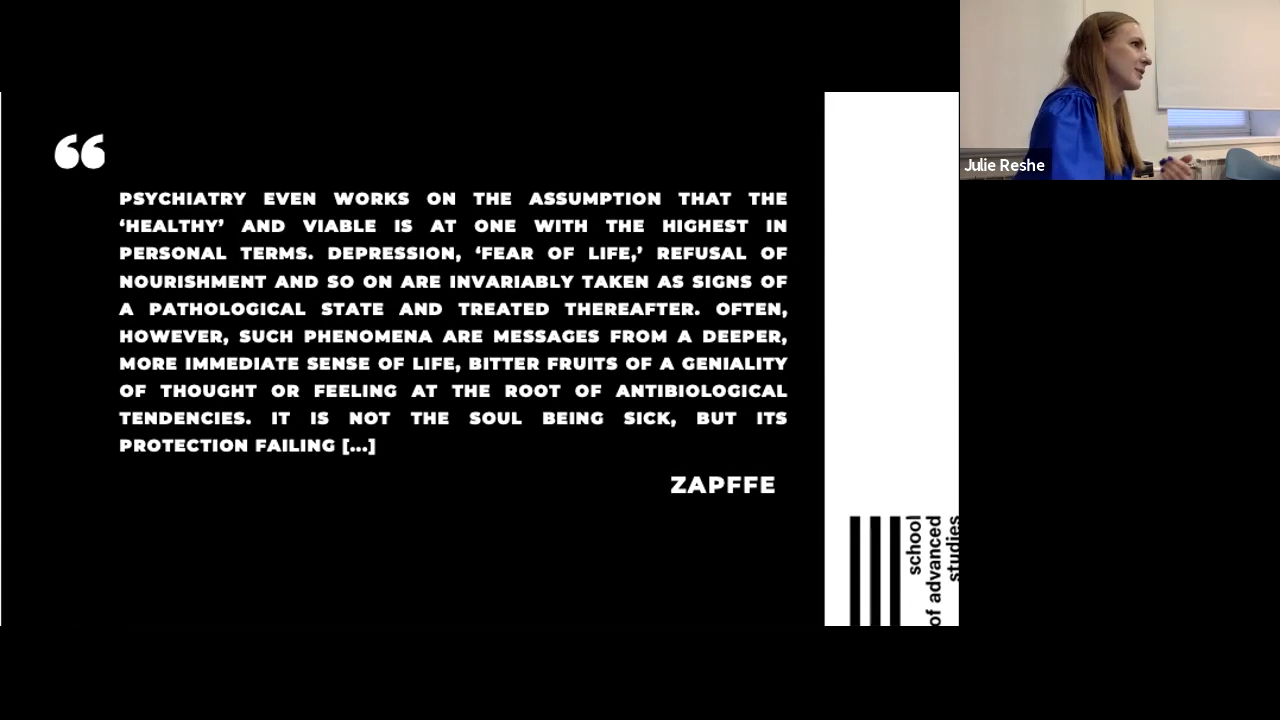 “
PSYCHIATRY EVEN WORKS ON THE ASSUMPTION THAT THE
‘HEALTHY’ AND VIABLE IS AT ONE WITH THE HIGHEST IN
PERSONAL TERMS. DEPRESSION, ‘FEAR OF LIFE,’ REFUSAL OF
NOURISHMENT AND SO ON ARE INVARIABLY TAKEN AS SIGNS OF
A PATHOLOGICAL STATE AND TREATED THEREAFTER. OFTEN,
HOWEVER, SUCH PHENOMENA ARE MESSAGES FROM A DEEPER,
MORE IMMEDIATE SENSE OF LIFE, BITTER FRUITS OF A GENIALITY
OF THOUGHT OR FEELING AT THE ROOT OF ANTIBIOLOGICAL
TENDENCIES. IT IS NOT THE SOUL BEING SICK, BUT ITS
PROTECTION FAILING [...]
ZAPFFE
school
of advanced
studies
Julie Reshe